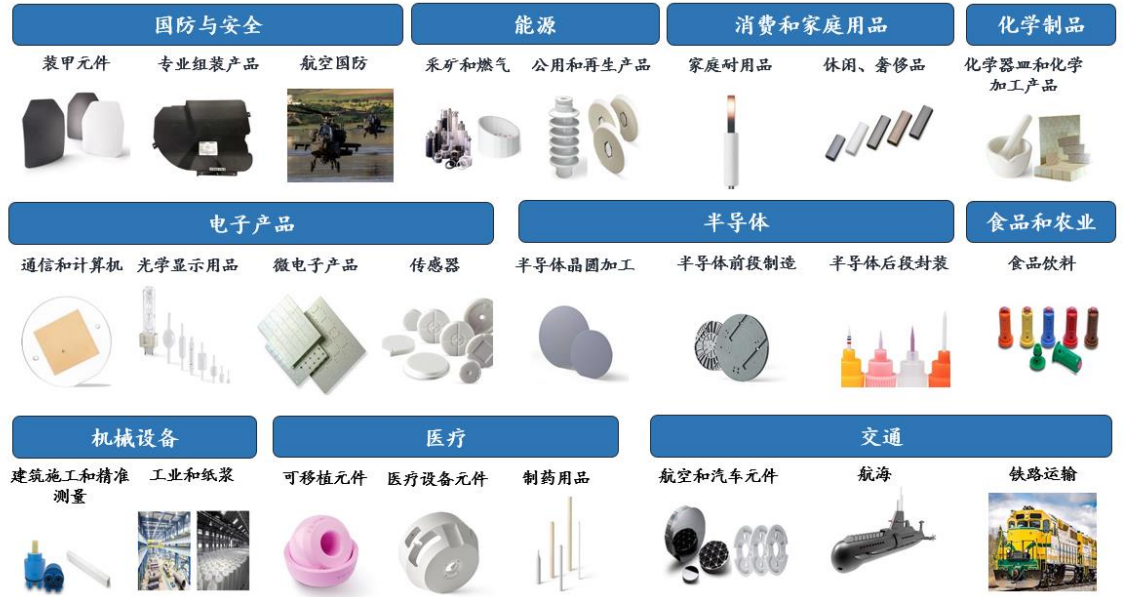 国防与安全
能源
消费和家庭用品
化学制品
装甲元件
专业组装产品
航空国防
采矿和燃气
公用和再生产品
家庭耐用品
休闲、奢侈品
化学器皿和化学
加工产品
电子产品
半导体
食品和农业
通信和计算机
光学显示用品
微电子产品
传感器
半导体晶圆加工
半导体前段制造
半导体后段封装
食品饮料
机械设备
医疗
交通
建筑施工和精准
测量
工业和纸浆
可移植元件
医疗设备元件
制药用品
航空和汽车元件
航海
铁路运输